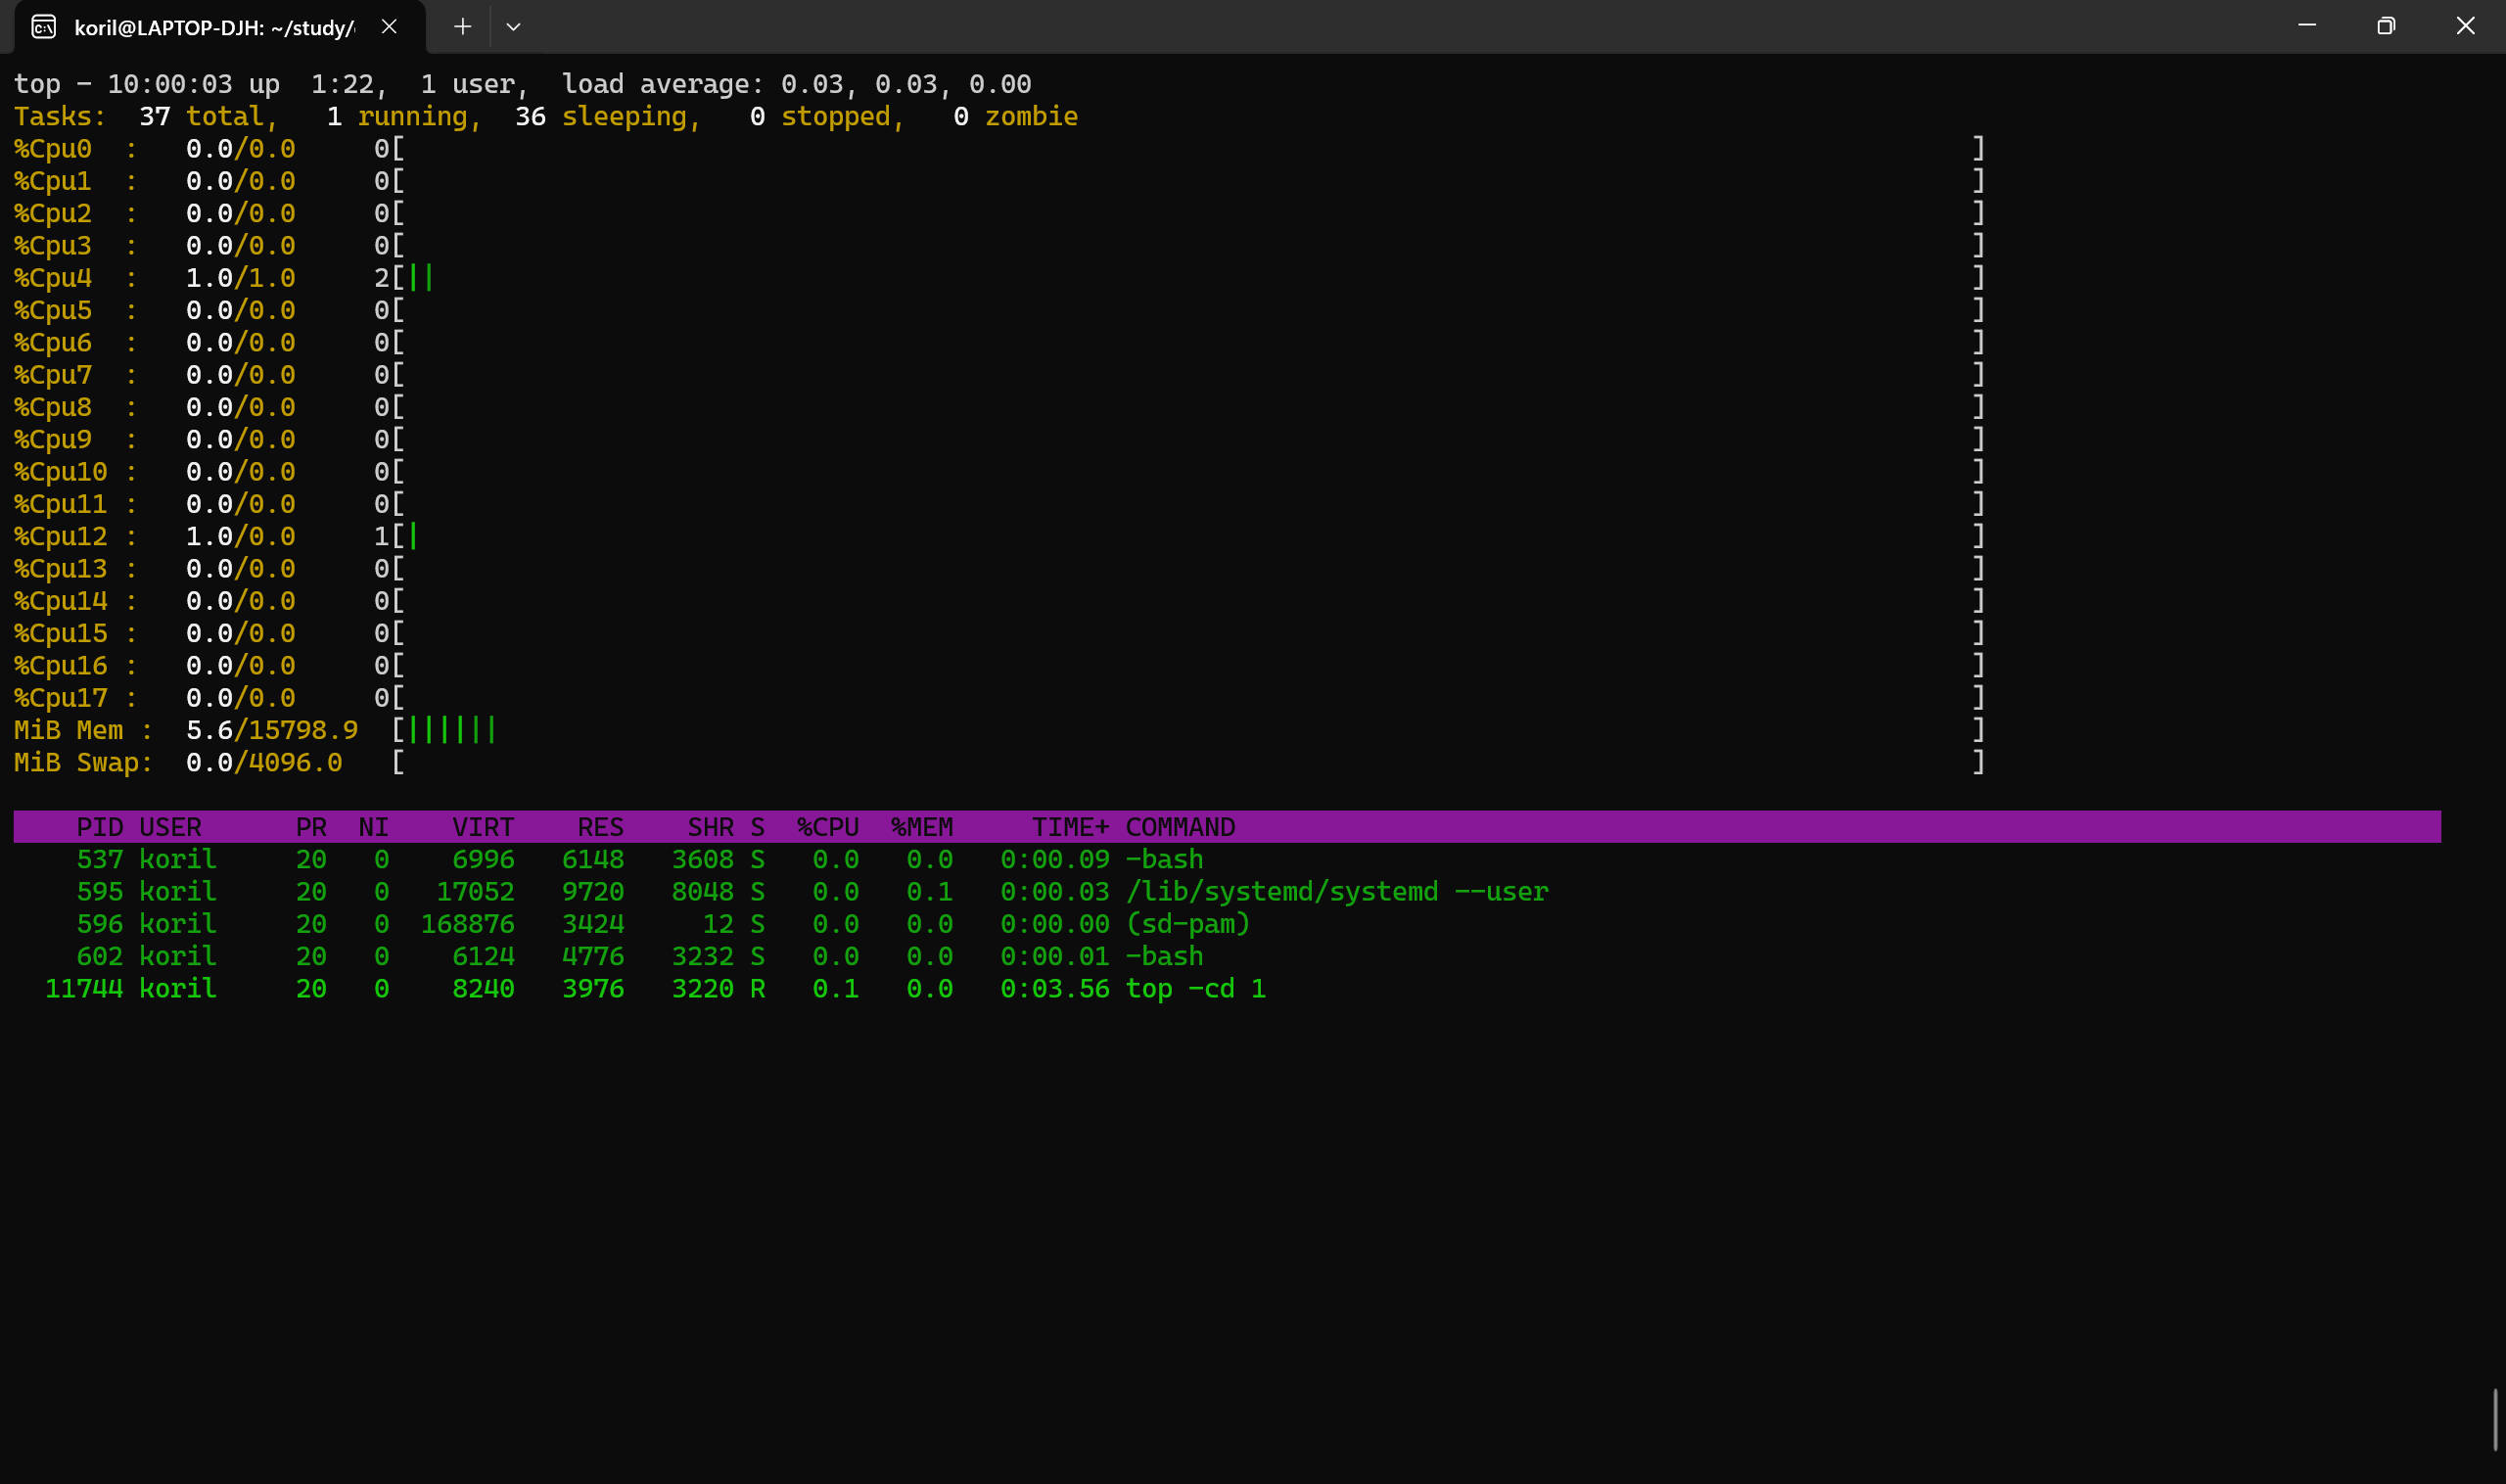 koril@LAPTOP-DJH: ~/study/
top - 10:00:03 up  1:22,  1 user,  load average: 0.03, 0.03, 0.00
Tasks:  37 total,   1 running,  36 sleeping,   0 stopped,   0 zombie
%Cpu0  :   0.0/0.0     0[                                                                                                    ]
%Cpu1  :   0.0/0.0     0[                                                                                                    ]
%Cpu2  :   0.0/0.0     0[                                                                                                    ]
%Cpu3  :   0.0/0.0     0[                                                                                                    ]
%Cpu4  :   1.0/1.0     2[||                                                                                                  ]
%Cpu5  :   0.0/0.0     0[                                                                                                    ]
%Cpu6  :   0.0/0.0     0[                                                                                                    ]
%Cpu7  :   0.0/0.0     0[                                                                                                    ]
%Cpu8  :   0.0/0.0     0[                                                                                                    ]
%Cpu9  :   0.0/0.0     0[                                                                                                    ]
%Cpu10 :   0.0/0.0     0[                                                                                                    ]
%Cpu11 :   0.0/0.0     0[                                                                                                    ]
%Cpu12 :   1.0/0.0     1[|                                                                                                   ]
%Cpu13 :   0.0/0.0     0[                                                                                                    ]
%Cpu14 :   0.0/0.0     0[                                                                                                    ]
%Cpu15 :   0.0/0.0     0[                                                                                                    ]
%Cpu16 :   0.0/0.0     0[                                                                                                    ]
%Cpu17 :   0.0/0.0     0[                                                                                                    ]
MiB Mem :  5.6/15798.9  [||||||                                                                                              ]
MiB Swap:  0.0/4096.0   [                                                                                                    ]
    PID USER      PR  NI    VIRT    RES    SHR S  %CPU  %MEM     TIME+ COMMAND
    537 koril     20   0    6996   6148   3608 S   0.0   0.0   0:00.09 -bash
    595 koril     20   0   17052   9720   8048 S   0.0   0.1   0:00.03 /lib/systemd/systemd --user
    596 koril     20   0  168876   3424     12 S   0.0   0.0   0:00.00 (sd-pam)
    602 koril     20   0    6124   4776   3232 S   0.0   0.0   0:00.01 -bash
  11744 koril     20   0    8240   3976   3220 R   0.1   0.0   0:03.56 top -cd 1